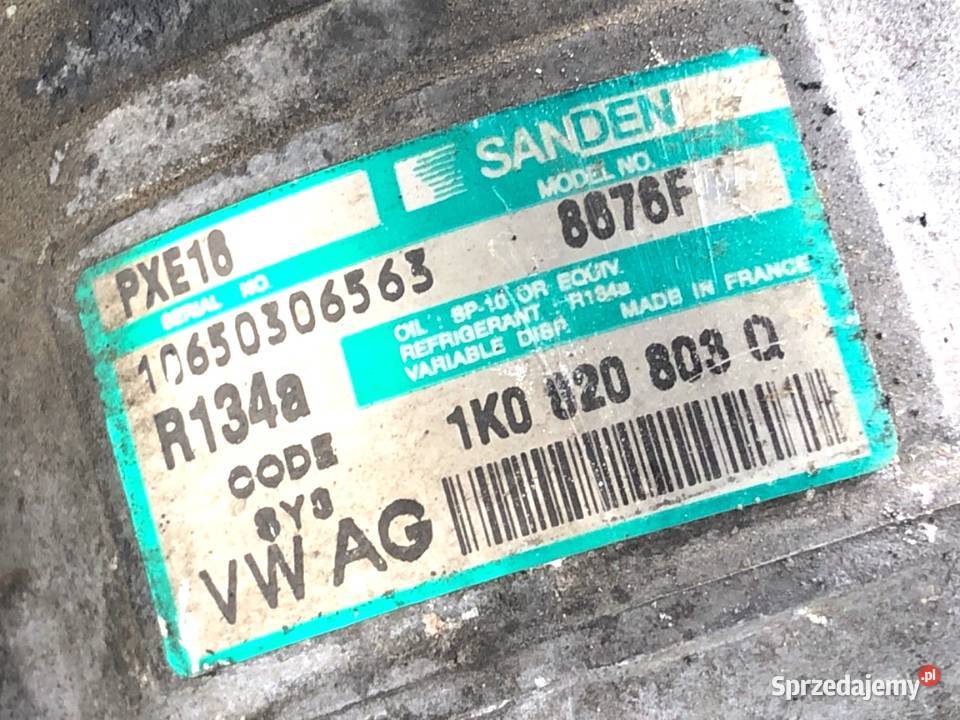 SANDEN
MODEL NO.
PXE16
8676F
SERIAL NO.
10650306563
OIL : SP-10 OR EQUIV.
REFRIGERANT : R134a
VARIABLE DISP. MADE IN FRANCE
R134a
1K0 820 803 Q
CODE
8Y3
VW AG
Sprzedajemy.pl